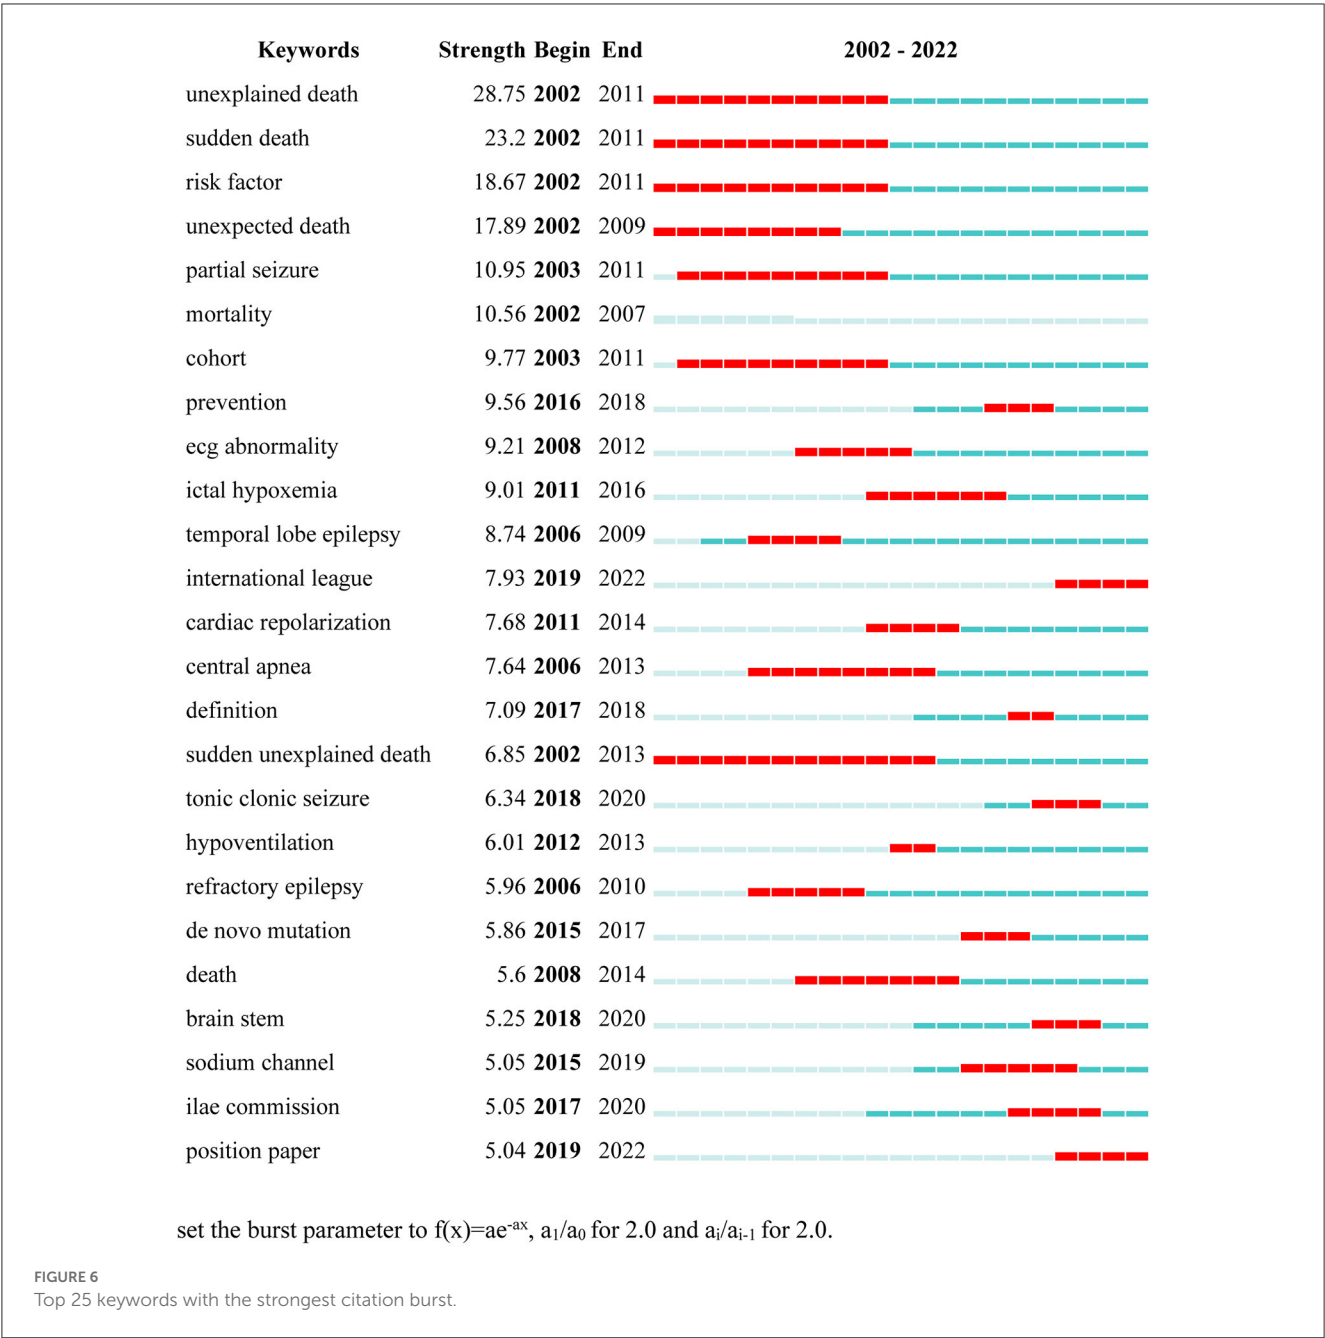 Keywords Strength Begin End 2002 - 2022
unexplained death 28.75 2002 2011
sudden death 23.2 2002 2011
risk factor 18.67 2002 2011
unexpected death 17.89 2002 2009
partial seizure 10.95 2003 2011
mortality 10.56 2002 2007
cohort 9.77 2003 2011
prevention 9.56 2016 2018
ecg abnormality 9.21 2008 2012
ictal hypoxemia 9.01 2011 2016
temporal lobe epilepsy 8.74 2006 2009
international league 7.93 2019 2022
cardiac repolarization 7.68 2011 2014
central apnea 7.64 2006 2013
definition 7.09 2017 2018
sudden unexplained death 6.85 2002 2013
tonic clonic seizure 6.34 2018 2020
hypoventilation 6.01 2012 2013
refractory epilepsy 5.96 2006 2010
de novo mutation 5.86 2015 2017
death 5.6 2008 2014
brain stem 5.25 2018 2020
sodium channel 5.05 2015 2019
ilae commission 5.05 2017 2020
position paper 5.04 2019 2022
set the burst parameter to f(x)=ae-ax, a1/a0 for 2.0 and ai/ai-1 for 2.0.
FIGURE 6
Top 25 keywords with the strongest citation burst.